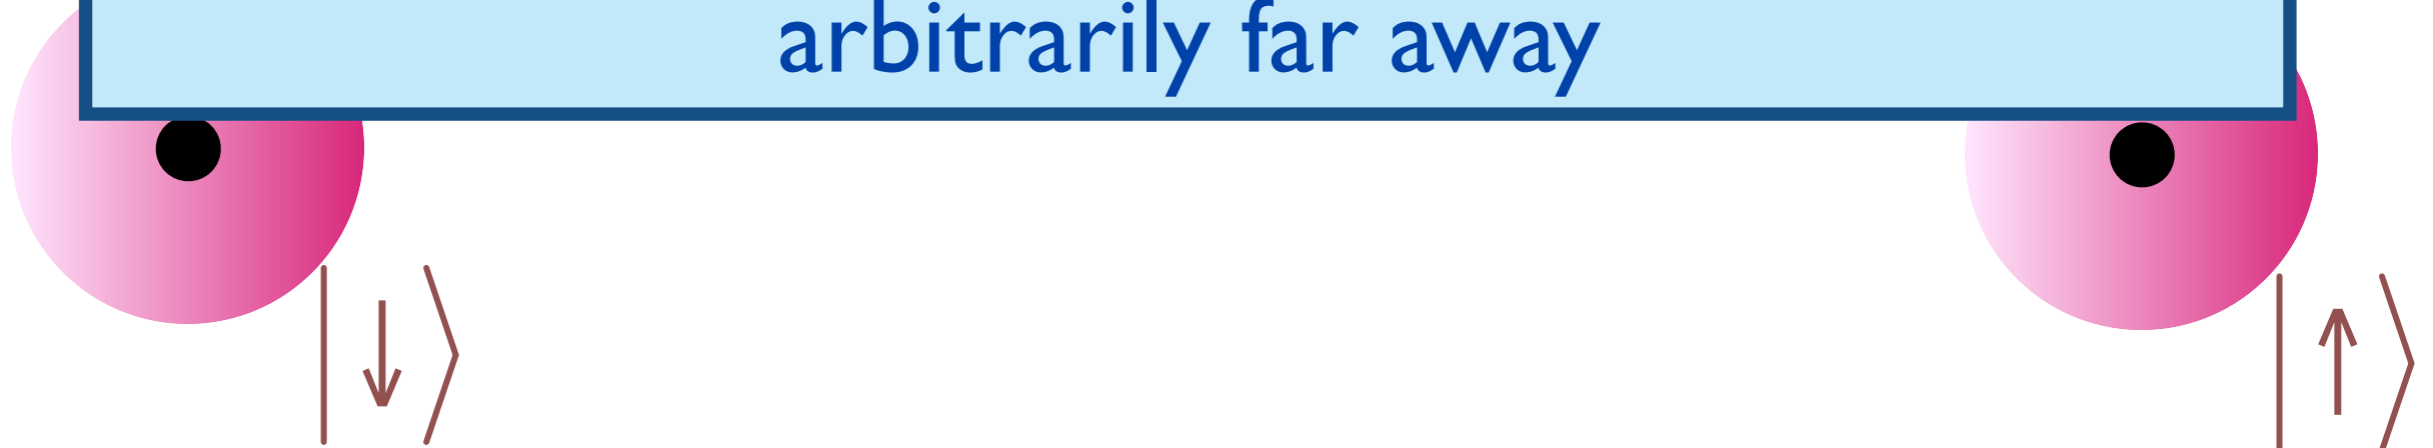 arbitrarily far away
|↓⟩ |↑⟩